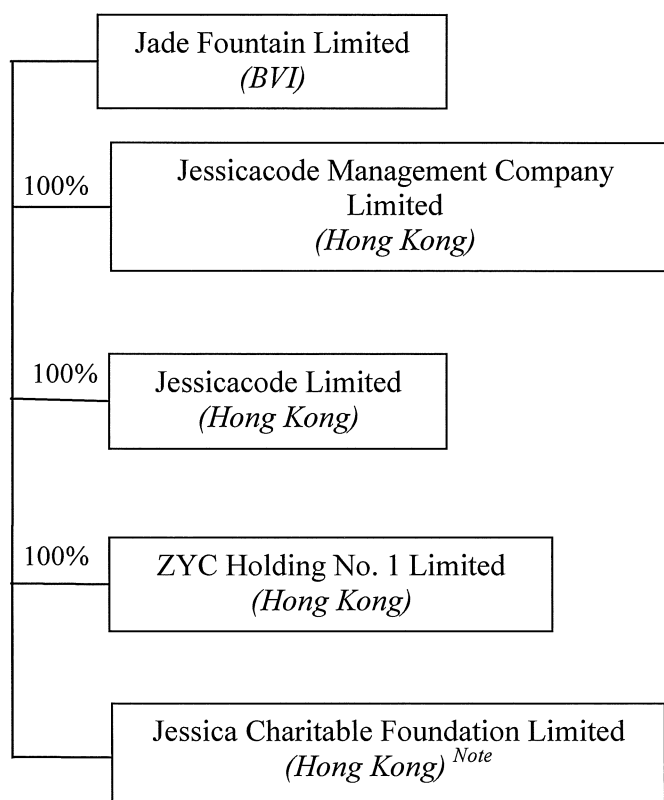 Jade Fountain Limited
(BVI)
100%
Jessicacode Management Company
Limited
(Hong Kong)
100%
Jessicacode Limited
(Hong Kong)
100%
ZYC Holding No. 1 Limited
(Hong Kong)
Jessica Charitable Foundation Limited
(Hong Kong) Note